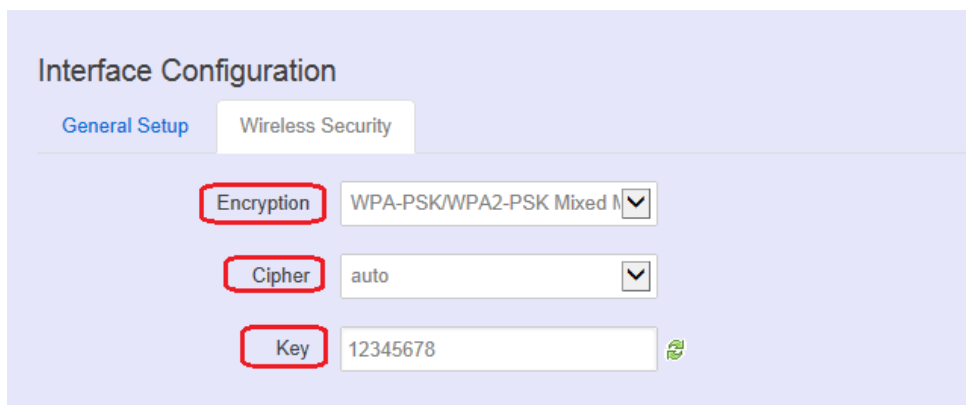 Interface Configuration
General Setup Wireless Security
Encryption WPA-PSK/WPA2-PSK Mixed
Cipher auto
Key 12345678